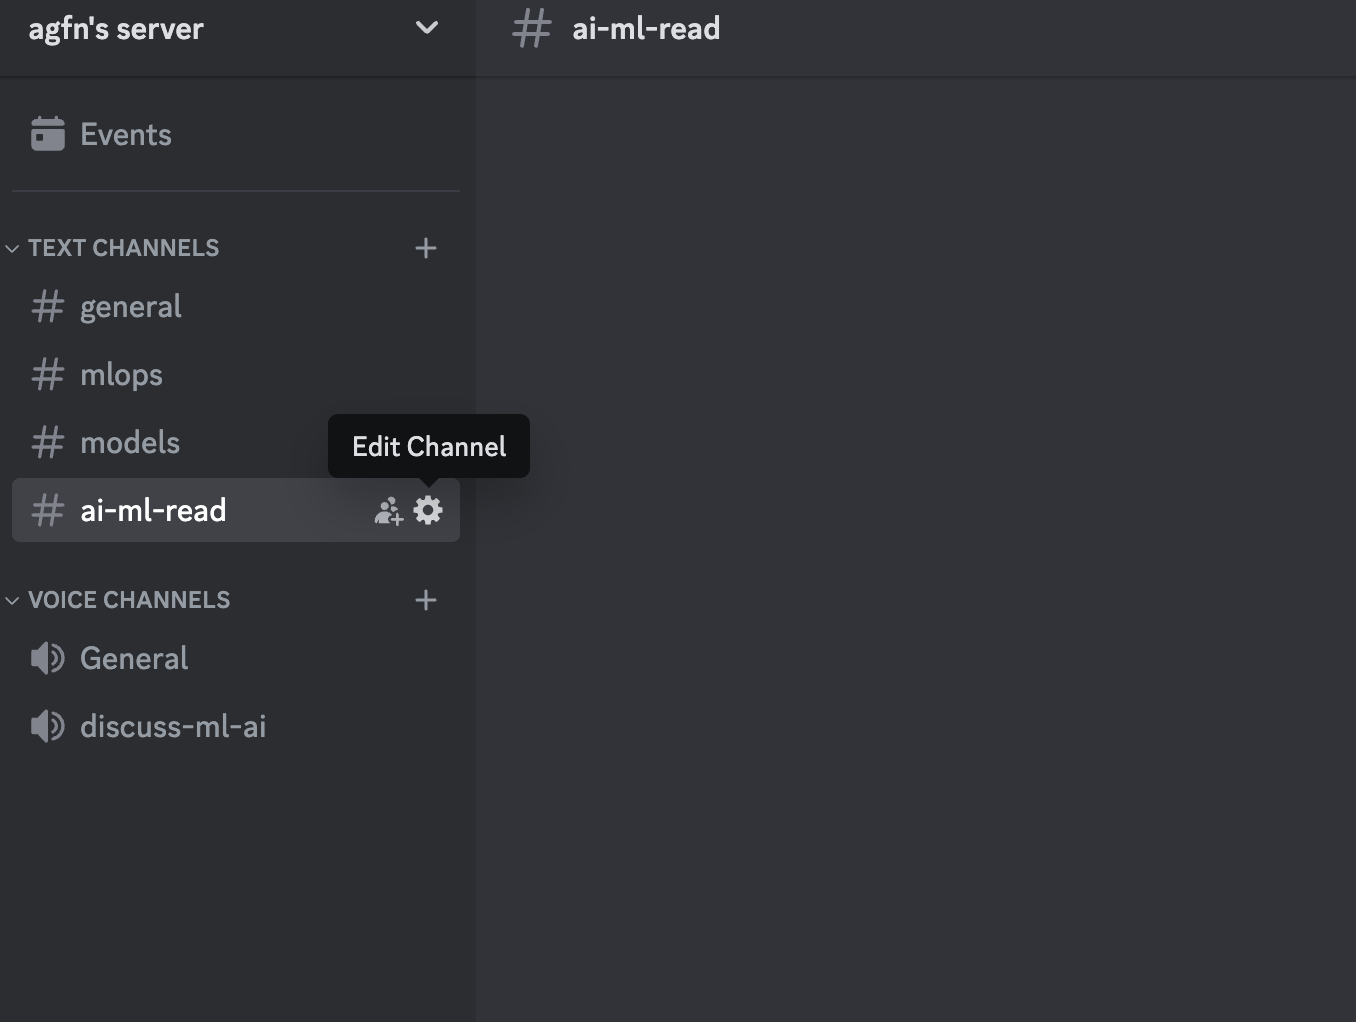 agfn's server
# ai-ml-read
Events
TEXT CHANNELS
# general
# mlops
# models
Edit Channel
# ai-ml-read
VOICE CHANNELS
General
discuss-ml-ai